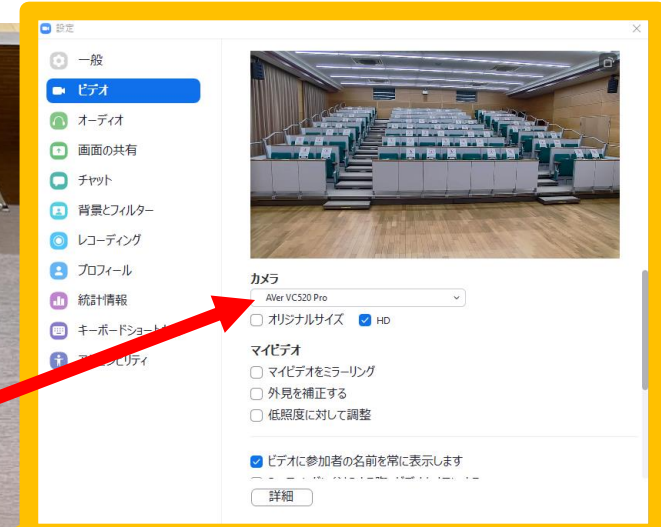 設定
一般
ビデオ
オーディオ
画面の共有
チャット
背景とフィルター
レコーディング
プロフィール
統計情報
キーボードショート
カメラ
AVer VC520 Pro
オリジナルサイズ HD
マイビデオ
マイビデオをミラーリング
外見を補正する
低照度に対して調整
ビデオに参加者の名前を常に表示します
詳細